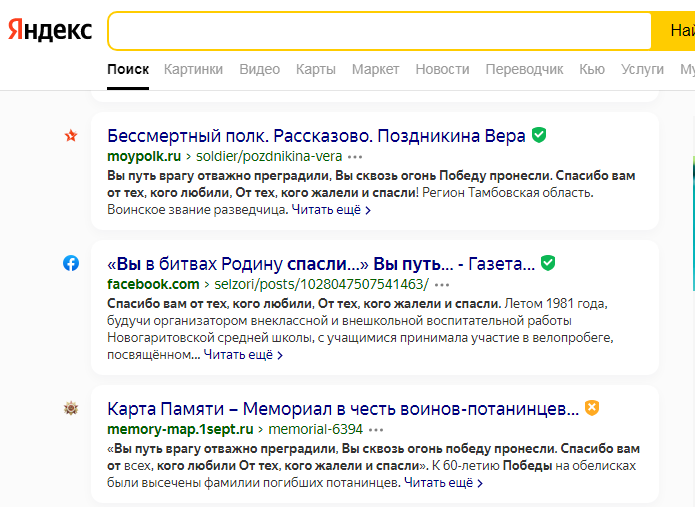 Яндекс
Най
Поиск Картинки Видео Карты Маркет Новости Переводчик Кью Услуги Му
Бессмертный полк. Рассказово. Поздникина Вера
moypolk.ru › soldier/pozdnikina-vera
Вы путь врагу отважно преградили, Вы сквозь огонь Победу пронесли. Спасибо вам
от тех, кого любили, От тех, кого жалели и спасли! Регион Тамбовская область.
Воинское звание разведчица. Читать ещё ›
«Вы в битвах Родину спасли...» Вы путь... - Газета...
facebook.com › selzori/posts/1028047507541463/
Спасибо вам от тех, кого любили, От тех, кого жалели и спасли. Летом 1981 года,
будучи организатором внеклассной и внешкольной воспитательной работы
Новогаритовской средней школы, с учащимися принимала участие в велопробеге,
посвящённом... Читать ещё ›
Карта Памяти – Мемориал в честь воинов-потанинцев...
memory-map.1sept.ru › memorial-6394
«Вы путь врагу отважно преградили, Вы сквозь огонь победу пронесли. Спасибо вам
от всех, кого любили От тех, кого жалели и спасли». К 60-летию Победы на обелисках
были высечены фамилии погибших потанинцев. Читать ещё ›